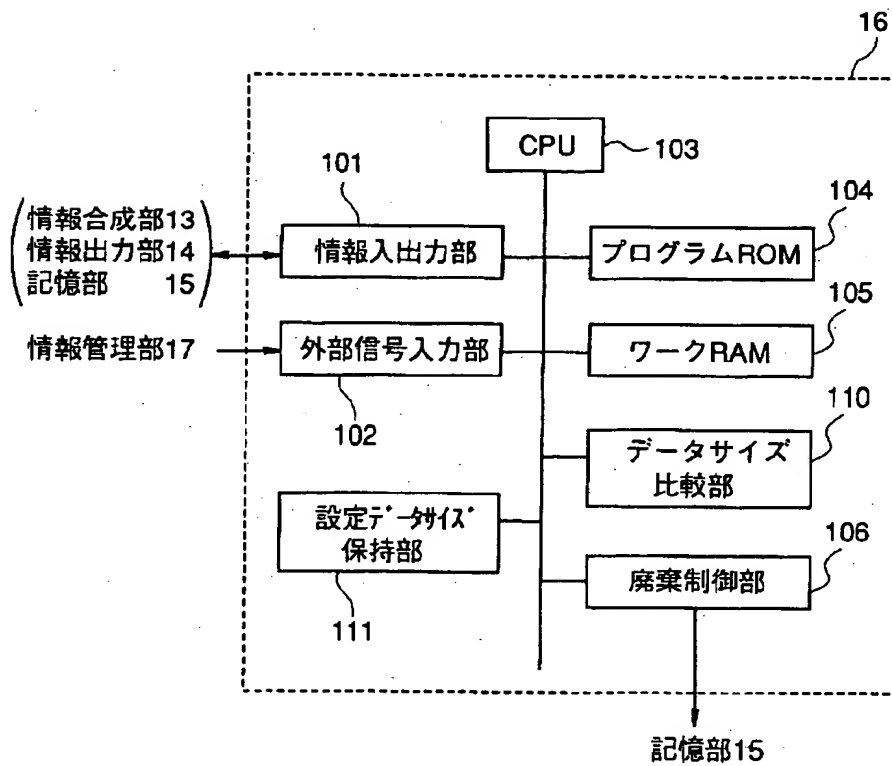 16
CPU
103
101
104
情報合成部13
情報出力部14
記憶部 15
情報入出力部
プログラムROM
105
情報管理部17
外部信号入力部
ワークRAM
102
110
データサイズ
比較部
設定データサイズ
保持部
106
廃棄制御部
111
記憶部15